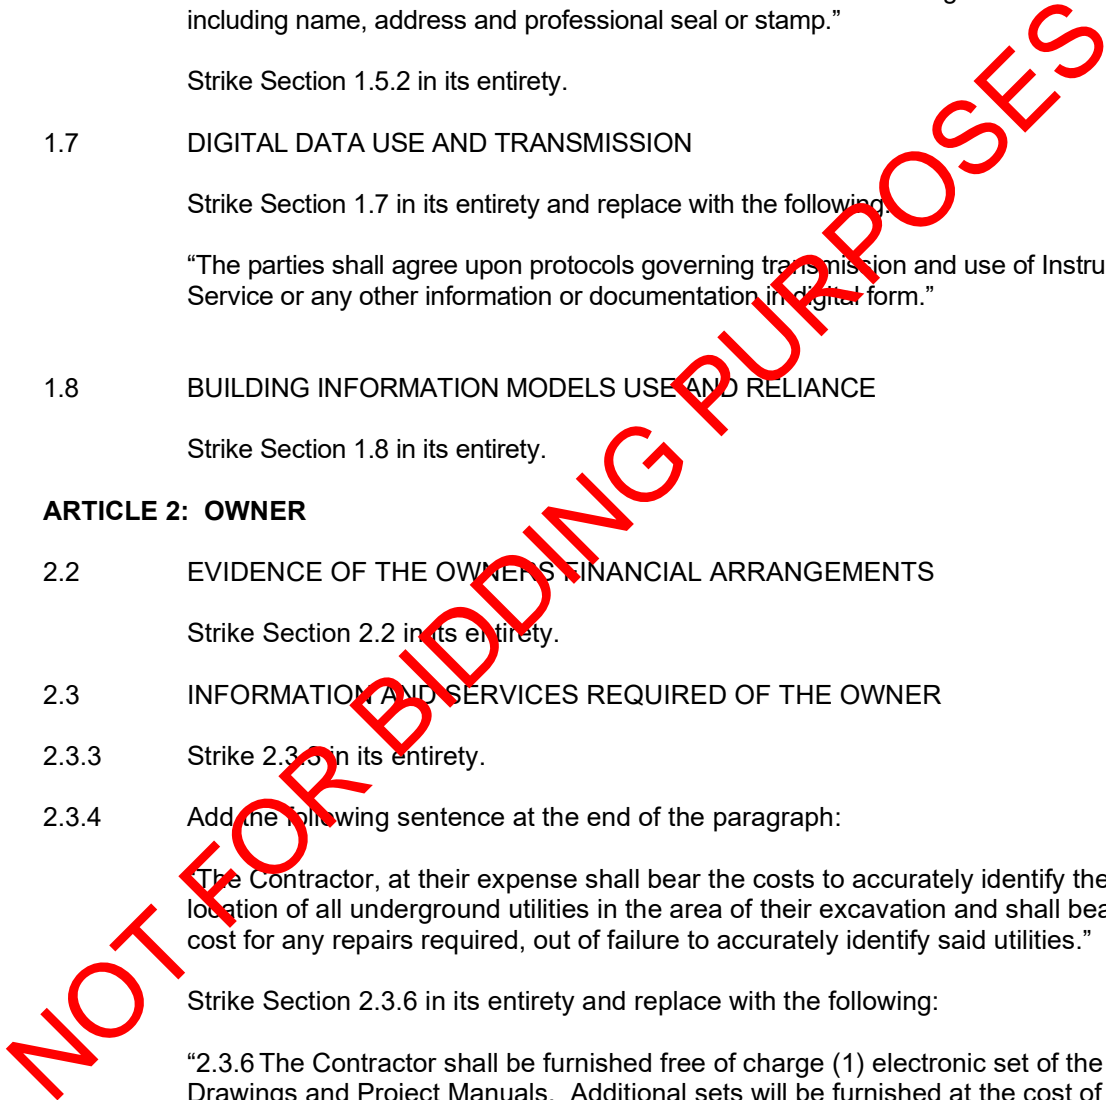 including name, address and professional seal or stamp.”
Strike Section 1.5.2 in its entirety.
1.7 DIGITAL DATA USE AND TRANSMISSION
Strike Section 1.7 in its entirety and replace with the following:
“The parties shall agree upon protocols governing transmission and use of Instru
Service or any other information or documentation in digital form.”
1.8 BUILDING INFORMATION MODELS USE AND RELIANCE
Strike Section 1.8 in its entirety.
ARTICLE 2: OWNER
2.2 EVIDENCE OF THE OWNERS FINANCIAL ARRANGEMENTS
Strike Section 2.2 in its entirety.
2.3 INFORMATION AND SERVICES REQUIRED OF THE OWNER
2.3.3 Strike 2.3.3 in its entirety.
2.3.4 Add the following sentence at the end of the paragraph:
“The Contractor, at their expense shall bear the costs to accurately identify the
location of all underground utilities in the area of their excavation and shall bea
cost for any repairs required, out of failure to accurately identify said utilities.”
Strike Section 2.3.6 in its entirety and replace with the following:
“2.3.6 The Contractor shall be furnished free of charge (1) electronic set of the
Drawings and Project Manuals. Additional sets will be furnished at the cost of
NOT FOR BIDDING PURPOSES